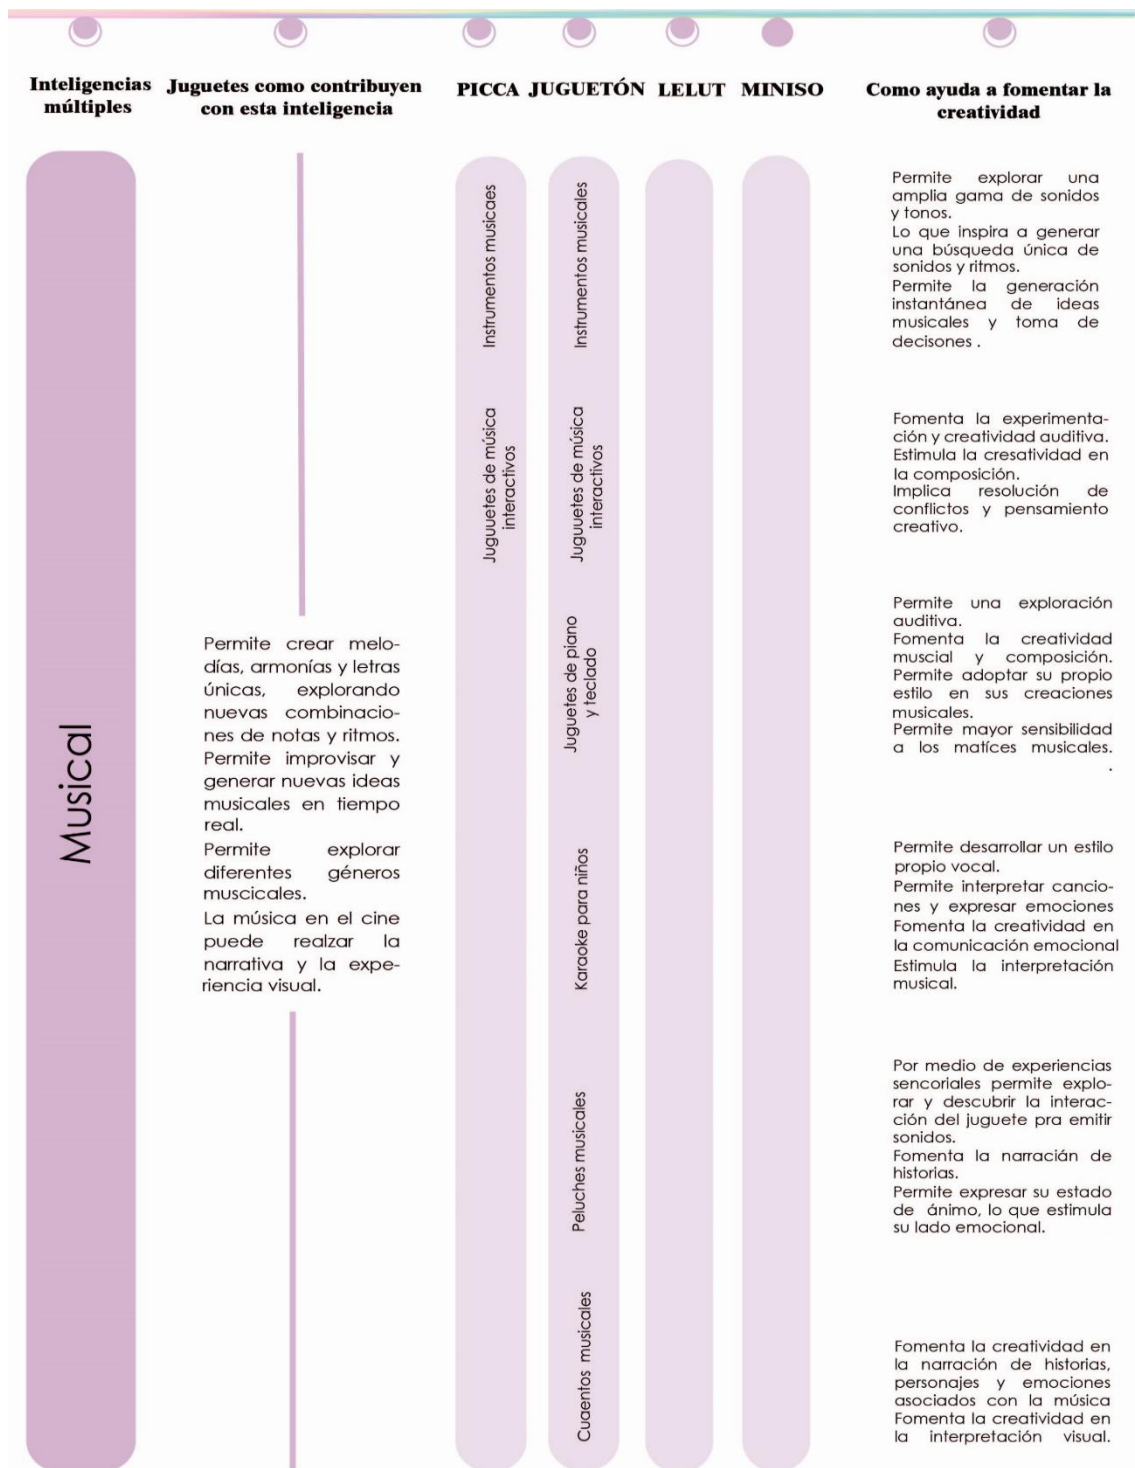 Inteligencias
múltiples
Juguetes como contribuyen
con esta inteligencia
PICCA
JUGUETÓN
LELUT
MINISO
Como ayuda a fomentar la
creatividad
Musical
Permite crear melo-
días, armonías y letras
únicas, explorando
nuevas combinacio-
nes de notas y ritmos.
Permite improvisar y
generar nuevas ideas
musicales en tiempo
real.
Permite explorar
diferentes géneros
muscicales.
La música en el cine
puede realzar la
narrativa y la expe-
riencia visual.
Instrumentos musicaes
Juguuetes de música
interactivos
Instrumentos musicales
Juguuetes de música
interactivos
Juguetes de piano
y teclado
Karaoke para niños
Peluches musicales
Cuaentos musicales
Permite explorar una
amplia gama de sonidos
y tonos.
Lo que inspira a generar
una búsqueda única de
sonidos y ritmos.
Permite la generación
instantánea de ideas
musicales y toma de
decisones .
Fomenta la experimenta-
ción y creatividad auditiva.
Estimula la cresatividad en
la composición.
Implica resolución de
conflictos y pensamiento
creativo.
Permite una exploración
auditiva.
Fomenta la creatividad
muscial y composición.
Permite adoptar su propio
estilo en sus creaciones
musicales.
Permite mayor sensibilidad
a los matíces musicales.
.
Permite desarrollar un estilo
propio vocal.
Permite interpretar cancio-
nes y expresar emociones
Fomenta la creatividad en
la comunicación emocional
Estimula la interpretación
musical.
Por medio de experiencias
sencoriales permite explo-
rar y descubrir la interac-
ción del juguete pra emitir
sonidos.
Fomenta la narración de
historias.
Permite expresar su estado
de ánimo, lo que estimula
su lado emocional.
Fomenta la creatividad en
la narración de historias,
personajes y emociones
asociados con la música
Fomenta la creatividad en
la interpretación visual.